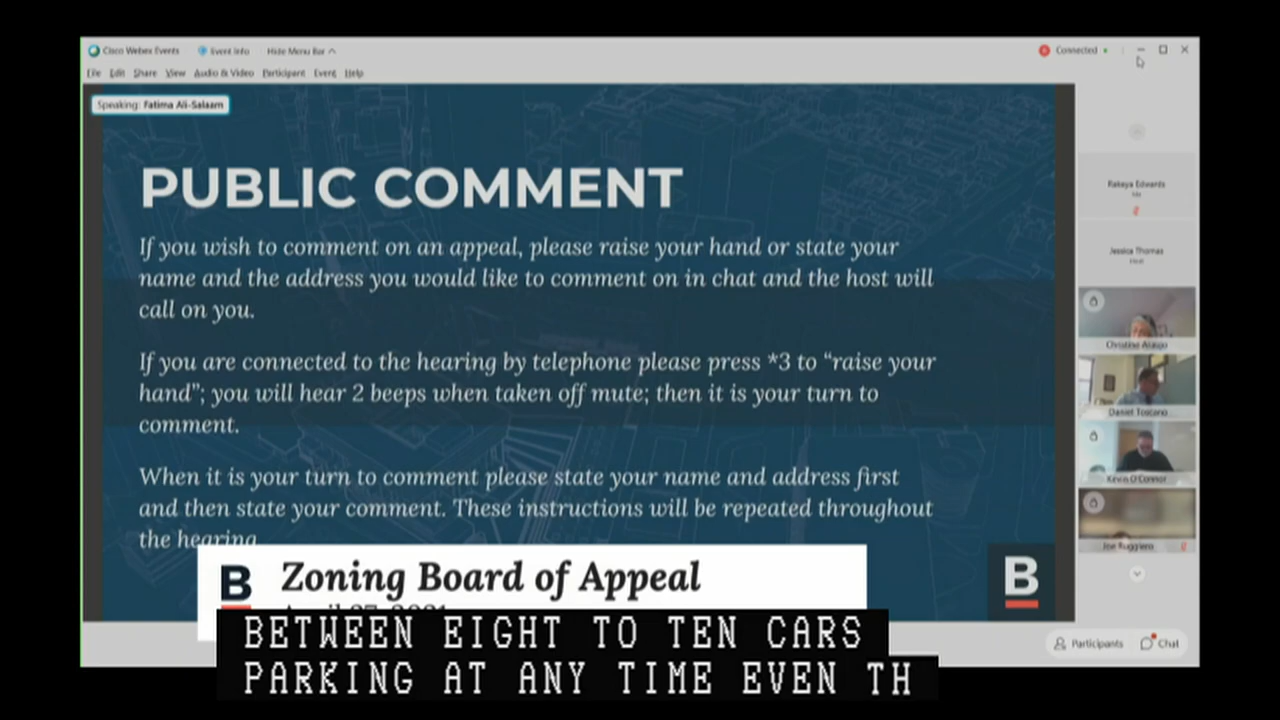 Cisco Webex Events
Event Info
Hide Menu Bar
Connected
File Edit Share View Audio & Video Participant Event Help
Speaking: Fatima Ali-Salaam
PUBLIC COMMENT
If you wish to comment on an appeal, please raise your hand or state your
name and the address you would like to comment on in chat and the host will
call on you.
If you are connected to the hearing by telephone please press *3 to “raise your
hand”; you will hear 2 beeps when taken off mute; then it is your turn to
comment.
When it is your turn to comment please state your name and address first
and then state your comment. These instructions will be repeated throughout
the hearing
Rakeya Edwards
Me
Jessica Thomas
Host
Christine Araujo
Daniel Toscano
Kevin O'Connor
Joe Ruggiero
B
B
Zoning Board of Appeal
April 27, 2021
BETWEEN EIGHT TO TEN CARS
PARKING AT ANY TIME EVEN TH
Participants
Chat